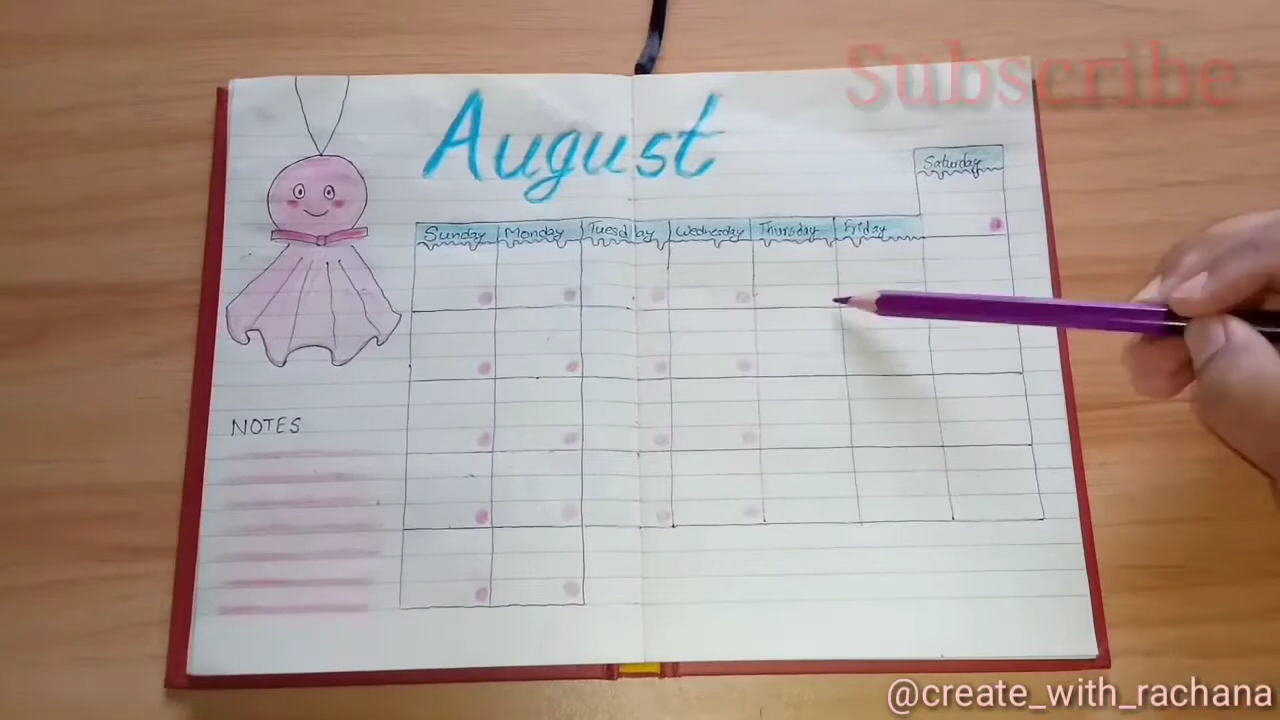 Subscribe
August
Saturday
Sunday Monday Tuesday Wednesday Thursday Friday
NOTES
@create_with_rachana